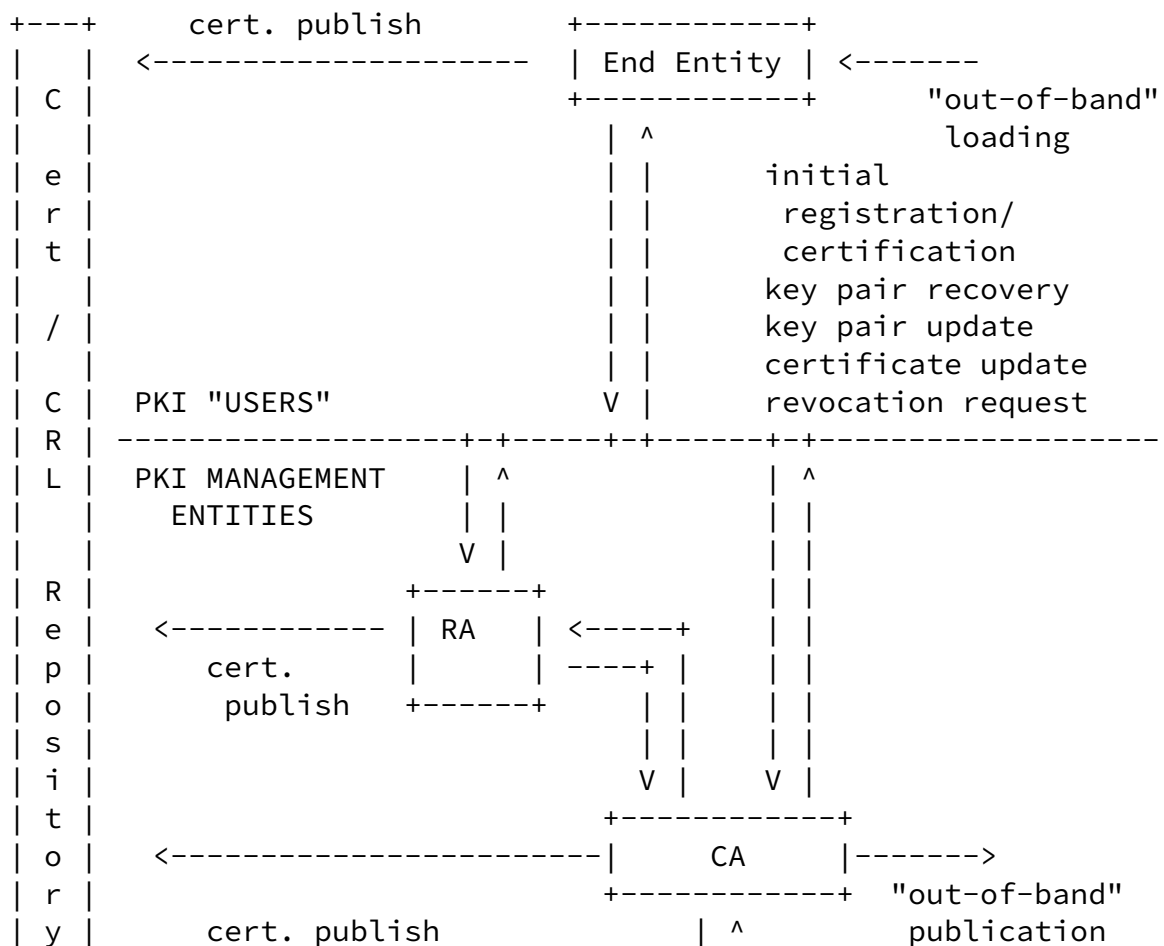 +---+     cert. publish        +------------+
|   |  <---------------------  | End Entity | <-------
| C |                          +------------+      "out-of-band"
|   |                            | ^                loading
| e |                            | |      initial
| r |                            | |       registration/
| t |                            | |       certification
|   |                            | |      key pair recovery
| / |                            | |      key pair update
|   |                            | |      certificate update
| C |  PKI "USERS"               V |      revocation request
| R | -------------------+-+-----+-+------+-+-------------------
| L |  PKI MANAGEMENT    | ^              | ^
|   |    ENTITIES        | |              | |
|   |                    V |              | |
| R |                 +------+            | |
| e |   <------------ | RA   | <-----+    | |
| p |      cert.      |      | ----+ |    | |
| o |       publish   +------+     | |    | |
| s |                              | |    | |
| i |                              V |    V |
| t |                            +------------+
| o |   <------------------------|     CA     |------->
| r |                            +------------+  "out-of-band"
| y |      cert. publish              | ^         publication